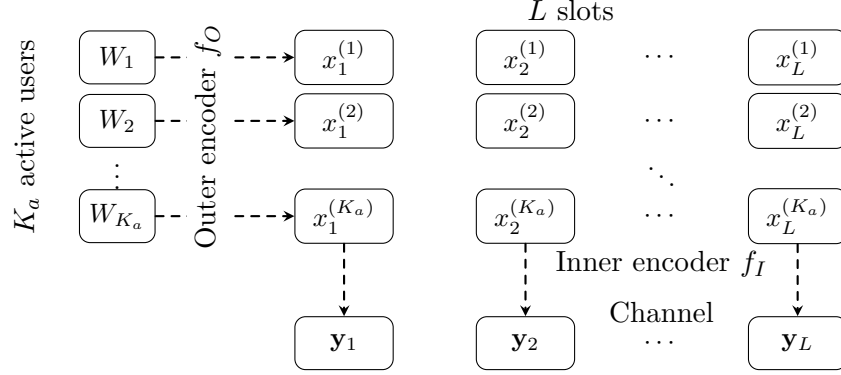 L slots
K_a active users
Outer encoder f_O
W_1 x_1^{(1)} x_2^{(1)} ⋯ x_L^{(1)}
W_2 x_1^{(2)} x_2^{(2)} ⋯ x_L^{(2)}
⋮ ⋱
W_{K_a} x_1^{(K_a)} x_2^{(K_a)} ⋯ x_L^{(K_a)}
Inner encoder f_I
Channel
y_1 y_2 ⋯ y_L